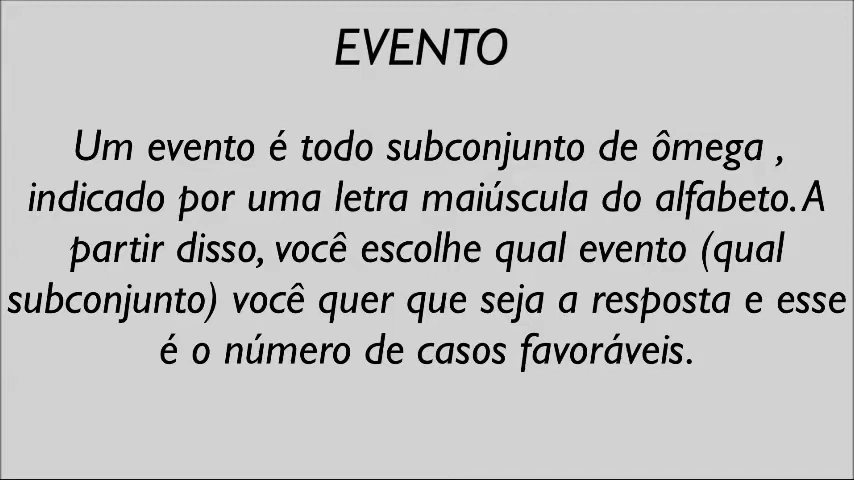 EVENTO
Um evento é todo subconjunto de ômega ,
indicado por uma letra maiúscula do alfabeto. A
partir disso, você escolhe qual evento (qual
subconjunto) você quer que seja a resposta e esse
é o número de casos favoráveis.